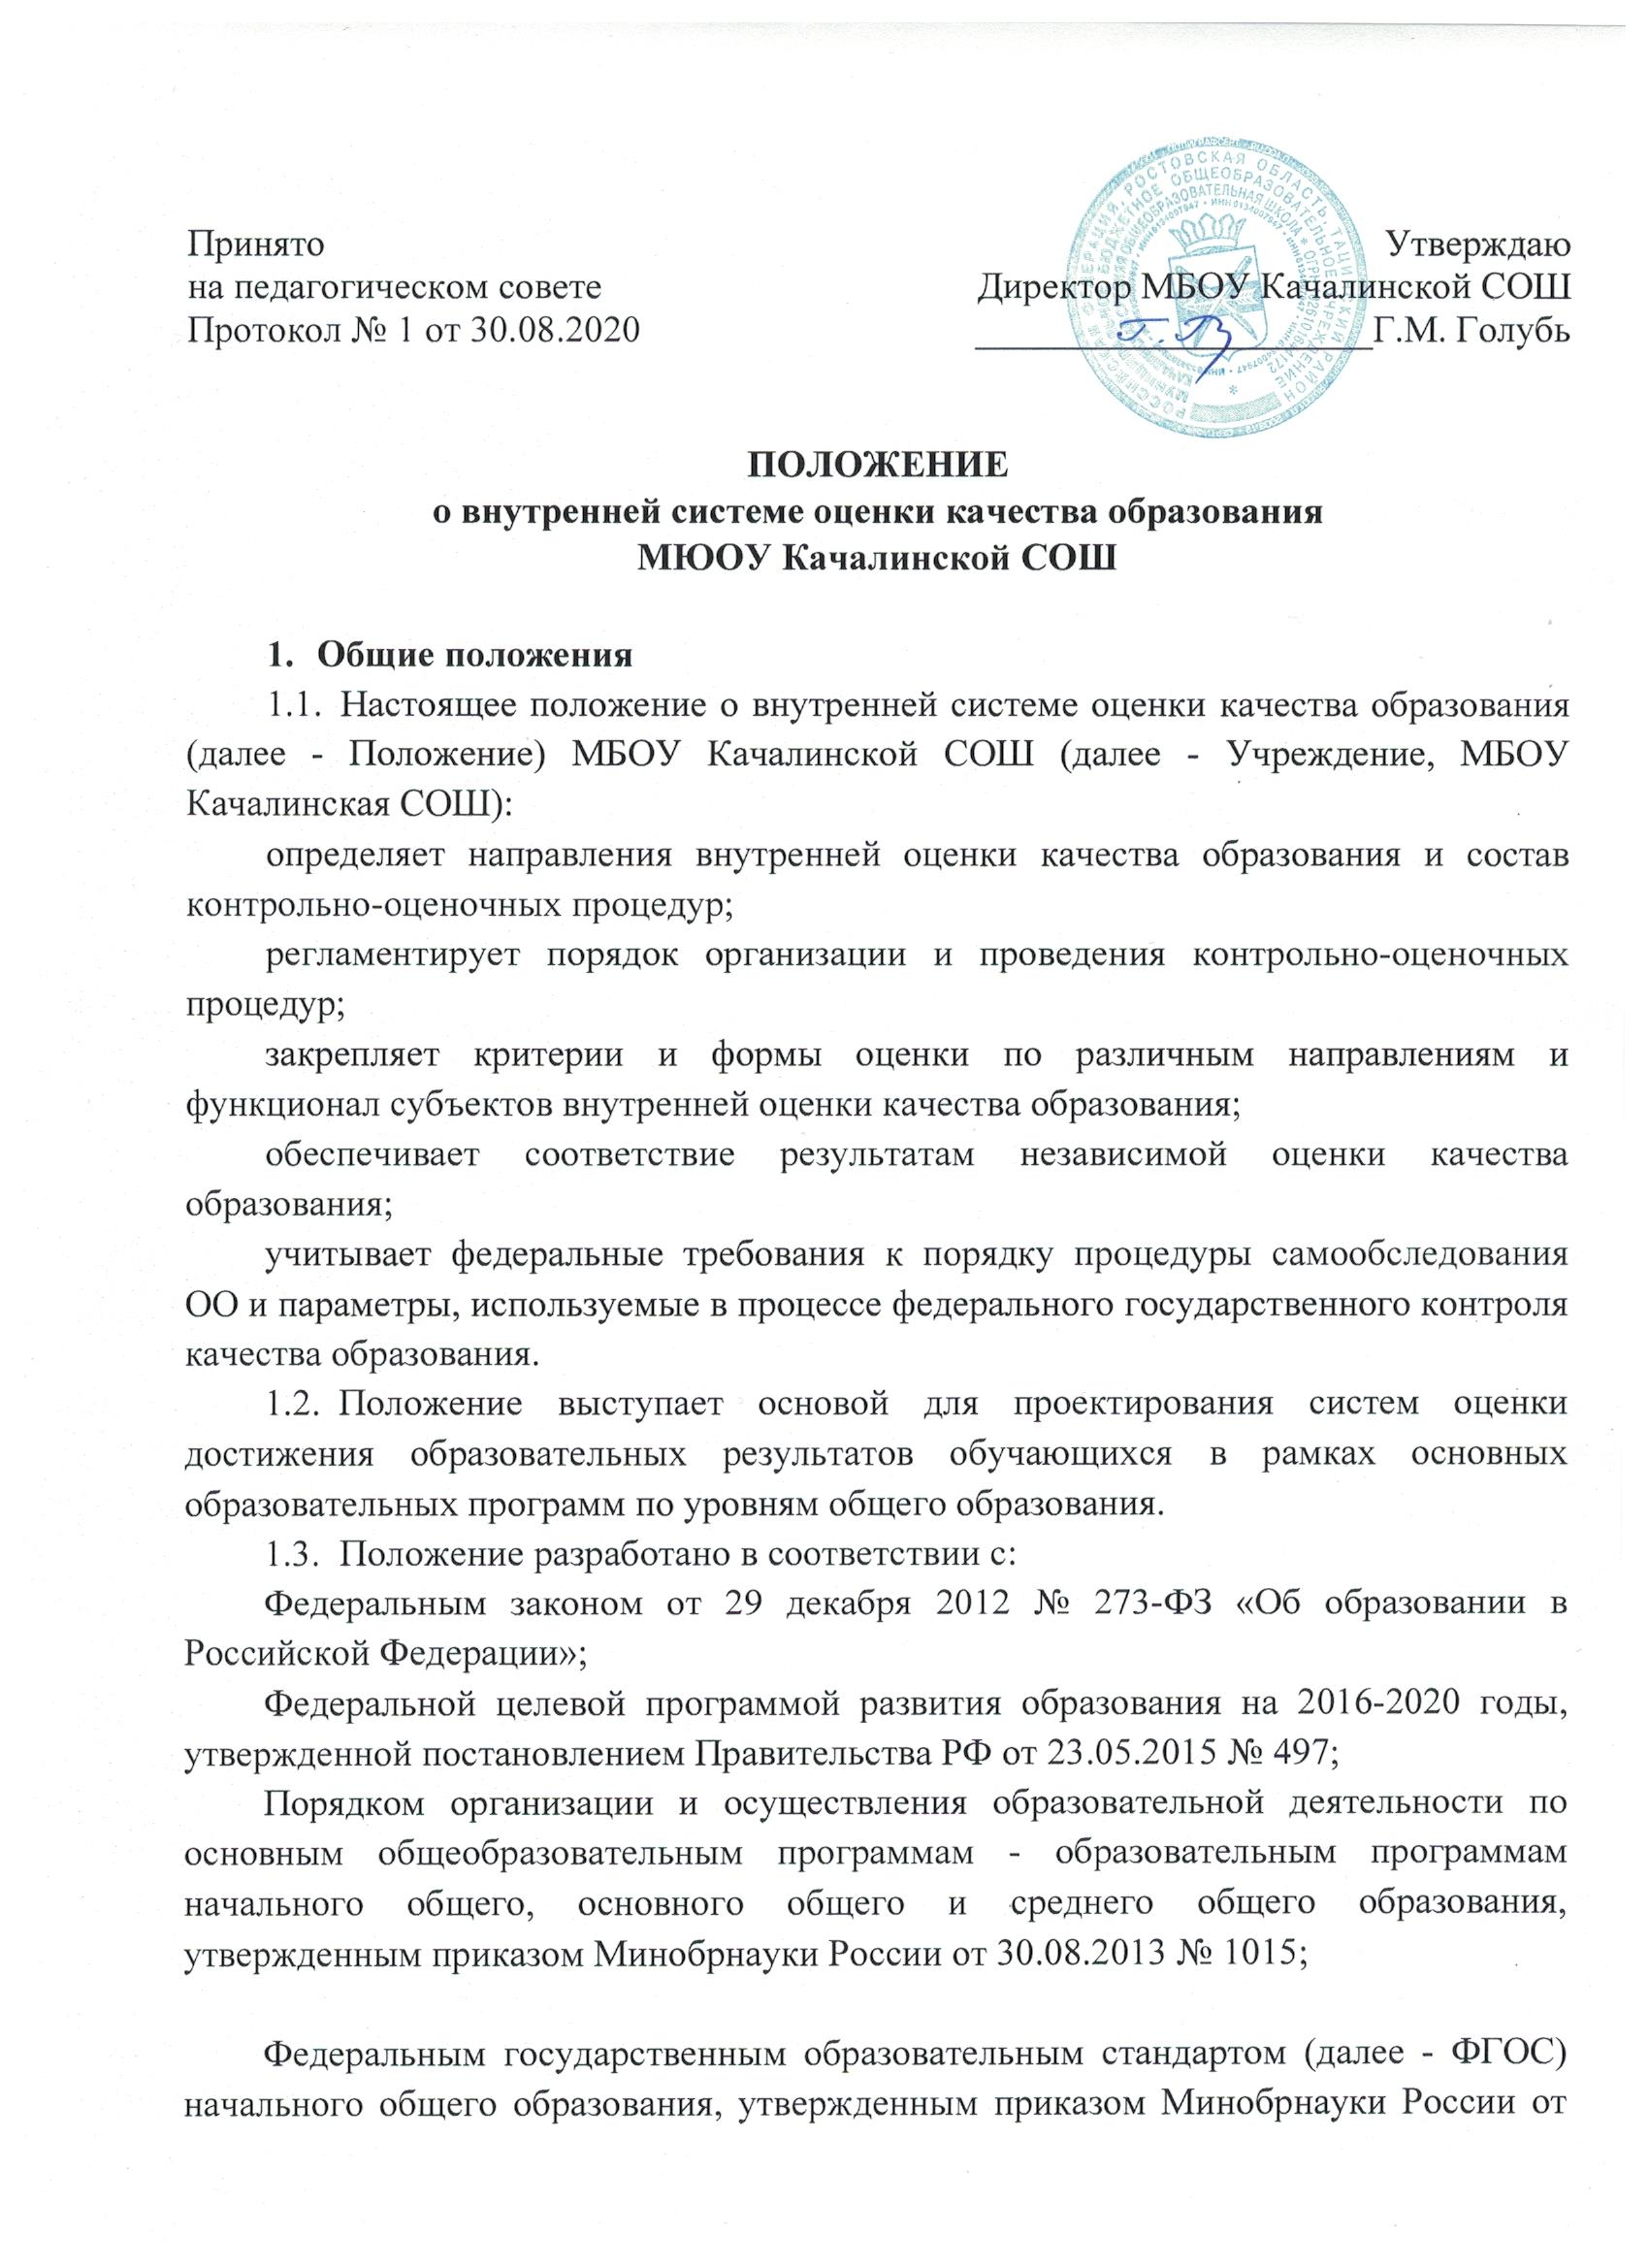 Принято
на педагогическом совете
Протокол № 1 от 30.08.2020
Утверждаю
Директор МБОУ Качалинской СОШ
Г.М. Голубь
ПОЛОЖЕНИЕ
о внутренней системе оценки качества образования
МЮОУ Качалинской СОШ
1. Общие положения
1.1. Настоящее положение о внутренней системе оценки качества образования
(далее - Положение) МБОУ Качалинской СОШ (далее - Учреждение, МБОУ
Качалинская СОШ):
определяет направления внутренней оценки качества образования и состав
контрольно-оценочных процедур;
регламентирует порядок организации и проведения контрольно-оценочных
процедур;
закрепляет критерии и формы оценки по различным направлениям и
функционал субъектов внутренней оценки качества образования;
обеспечивает соответствие результатам независимой оценки качества
образования;
учитывает федеральные требования к порядку процедуры самообследования
ОО и параметры, используемые в процессе федерального государственного контроля
качества образования.
1.2. Положение выступает основой для проектирования систем оценки
достижения образовательных результатов обучающихся в рамках основных
образовательных программ по уровням общего образования.
1.3. Положение разработано в соответствии с:
Федеральным законом от 29 декабря 2012 № 273-ФЗ «Об образовании в
Российской Федерации»;
Федеральной целевой программой развития образования на 2016-2020 годы,
утвержденной постановлением Правительства РФ от 23.05.2015 № 497;
Порядком организации и осуществления образовательной деятельности по
основным общеобразовательным программам - образовательным программам
начального общего, основного общего и среднего общего образования,
утвержденным приказом Минобрнауки России от 30.08.2013 № 1015;
Федеральным государственным образовательным стандартом (далее - ФГОС)
начального общего образования, утвержденным приказом Минобрнауки России от